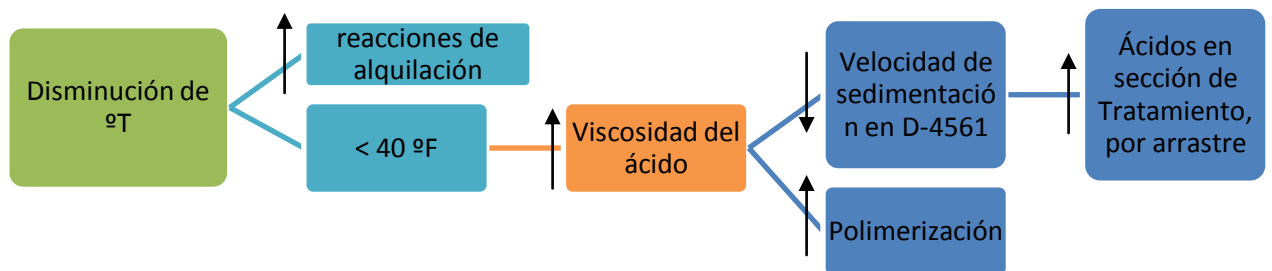 Disminución de
ºT
reacciones de
alquilación
< 40 ºF
Viscosidad del
ácido
Velocidad de
sedimentació
n en D-4561
Polimerización
Ácidos en
sección de
Tratamiento,
por arrastre